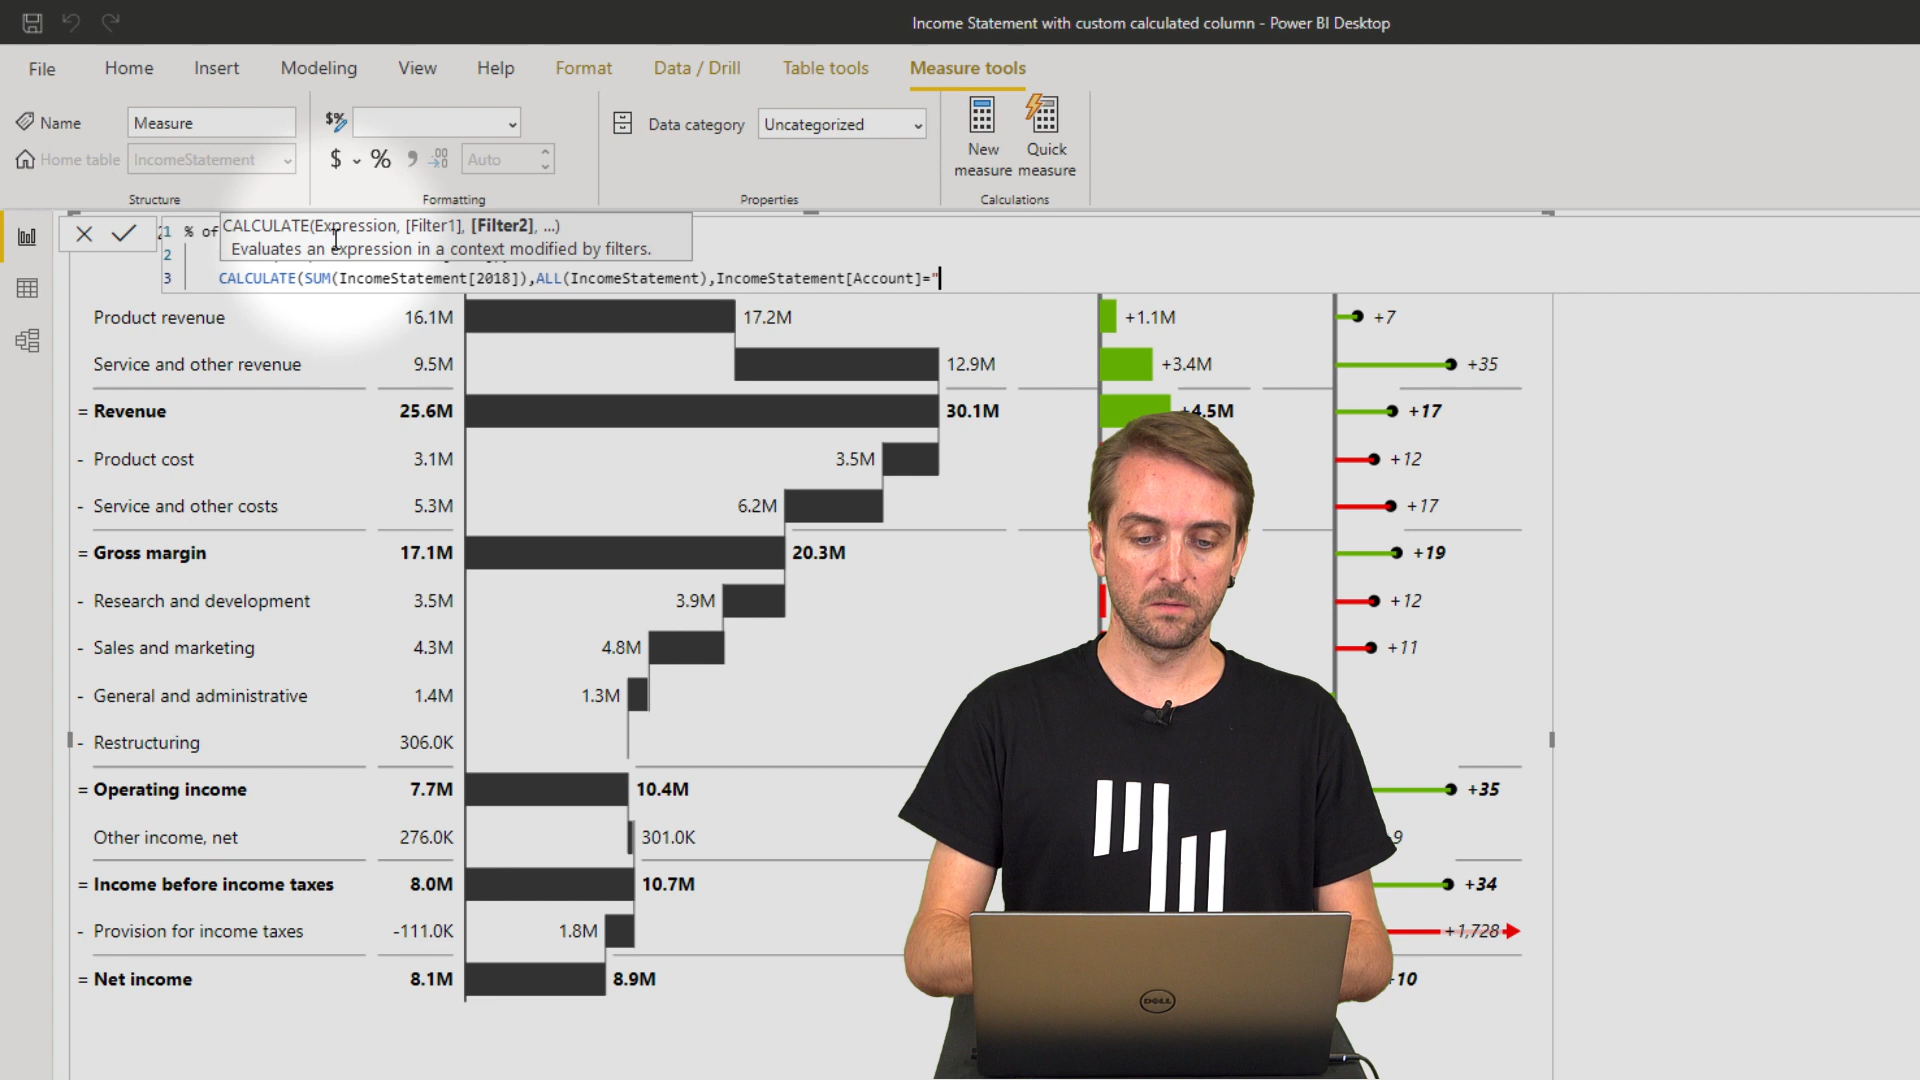 Income Statement with custom calculated column - Power BI Desktop
File Home Insert Modeling View Help Format Data / Drill Table tools Measure tools
Name Measure
Data category Uncategorized
Home table IncomeStatement
$ % Auto
New measure
Quick measure
Structure Formatting Properties Calculations
1 % of
CALCULATE(Expression, [Filter1], [Filter2], ...)
Evaluates an expression in a context modified by filters.
2
3 CALCULATE(SUM(IncomeStatement[2018]),ALL(IncomeStatement),IncomeStatement[Account]="
Product revenue 16.1M 17.2M +1.1M +7
Service and other revenue 9.5M 12.9M +3.4M +35
= Revenue 25.6M 30.1M +4.5M +17
- Product cost 3.1M 3.5M +12
- Service and other costs 5.3M 6.2M +17
= Gross margin 17.1M 20.3M +19
- Research and development 3.5M 3.9M +12
- Sales and marketing 4.3M 4.8M +11
- General and administrative 1.4M 1.3M
- Restructuring 306.0K
= Operating income 7.7M 10.4M +35
Other income, net 276.0K 301.0K 9
= Income before income taxes 8.0M 10.7M +34
- Provision for income taxes -111.0K 1.8M +1,728
= Net income 8.1M 8.9M 10
DELL